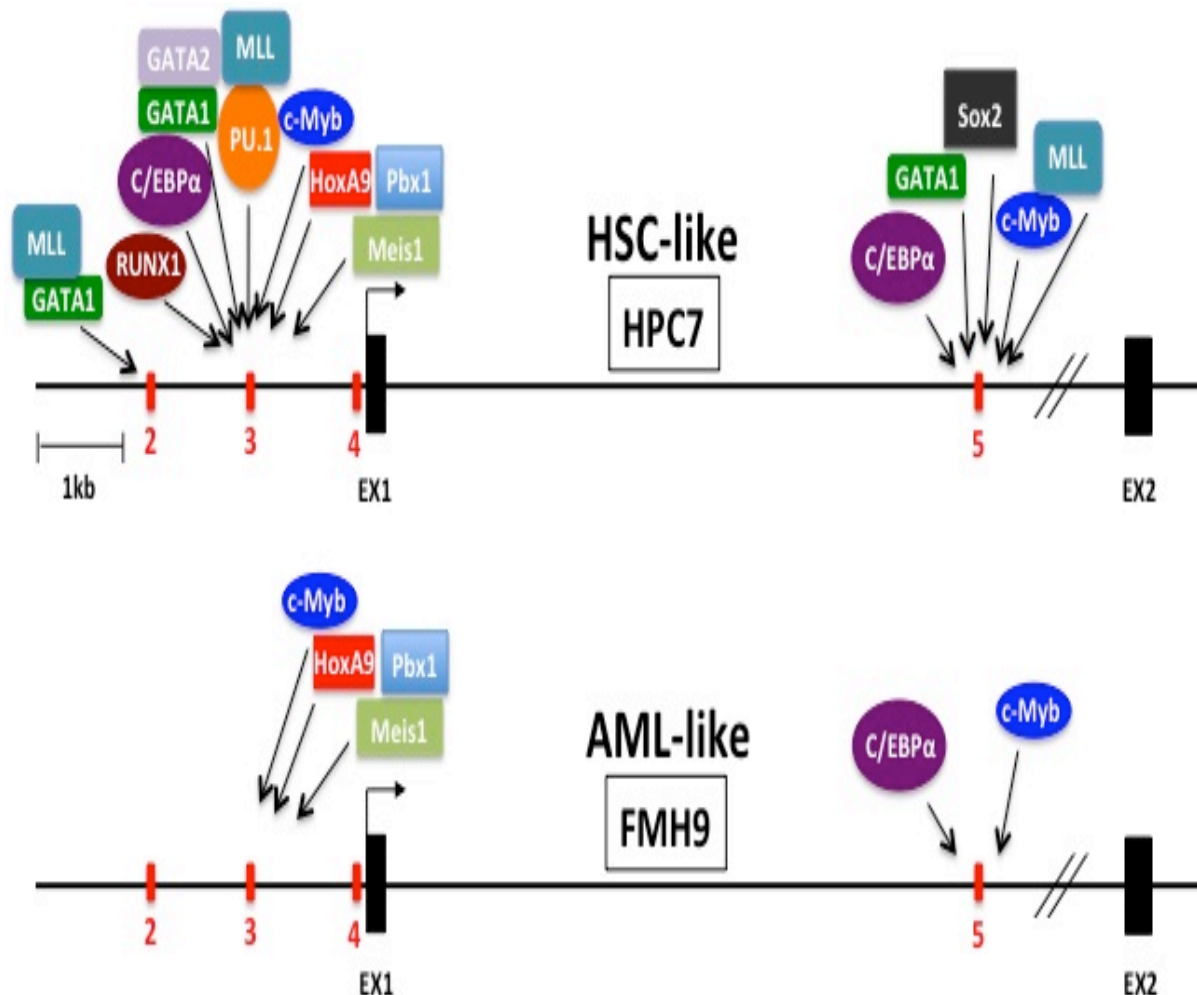 GATA2
MLL
GATA1
PU.1
c-Myb
C/EBPα
HoxA9
Pbx1
MLL
RUNX1
Meis1
GATA1
HSC-like
HPC7
Sox2
MLL
GATA1
c-Myb
C/EBPα
2
3
4
5
1kb
EX1
EX2
c-Myb
HoxA9
Pbx1
Meis1
AML-like
FMH9
C/EBPα
c-Myb
2
3
4
5
EX1
EX2